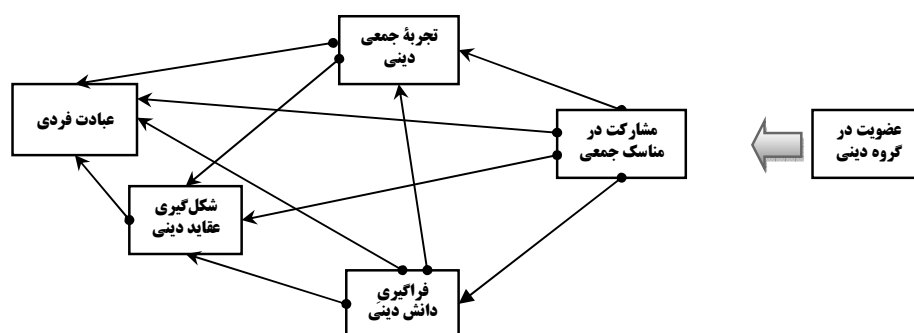 تجربۀ جمعی
دینی
عبادت فردی
مشارکت در
مناسک جمعی
عضویت در
گروه دینی
شکل‌گیری
عقاید دینی
فراگیریِ
دانش دینی